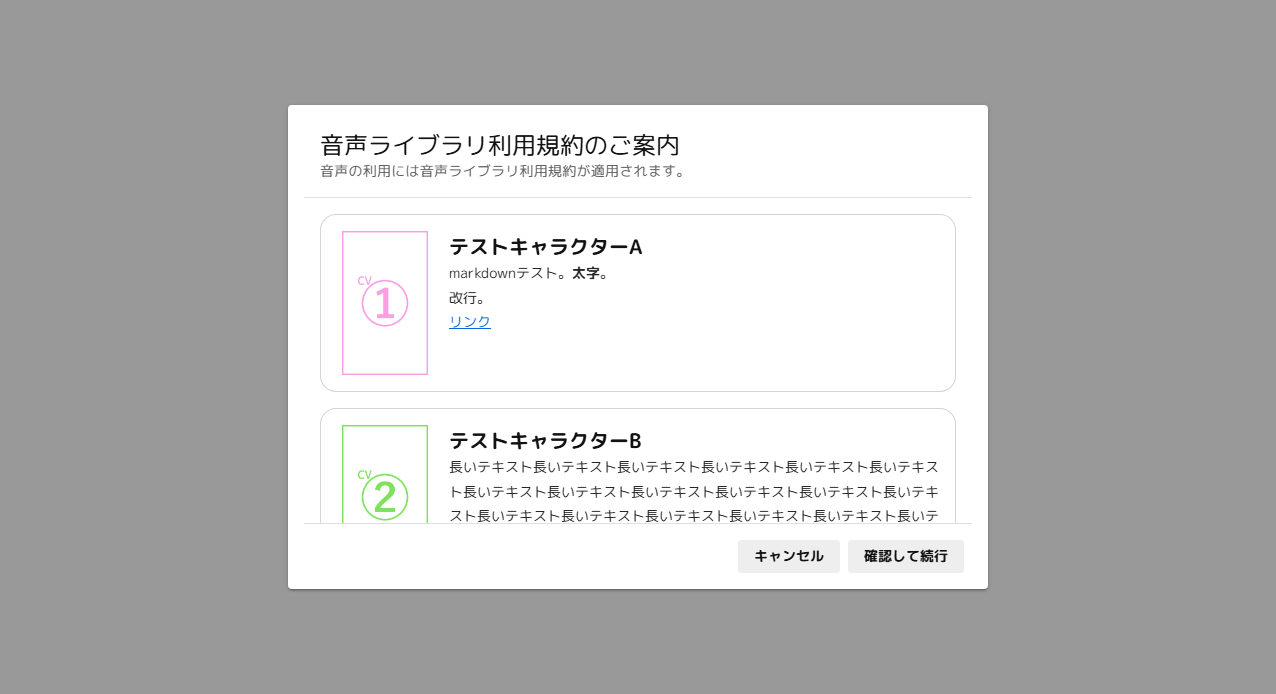 音声ライブラリ利用規約のご案内
音声の利用には音声ライブラリ利用規約が適用されます。
CV
1
テストキャラクターA
markdownテスト。太字。
改行。
リンク
CV
2
テストキャラクターB
長いテキスト長いテキスト長いテキスト長いテキスト長いテキスト長いテキス
ト長いテキスト長いテキスト長いテキスト長いテキスト長いテキスト長いテキ
スト長いテキスト長いテキスト長いテキスト長いテキスト長いテキスト長いテ
キャンセル
確認して続行